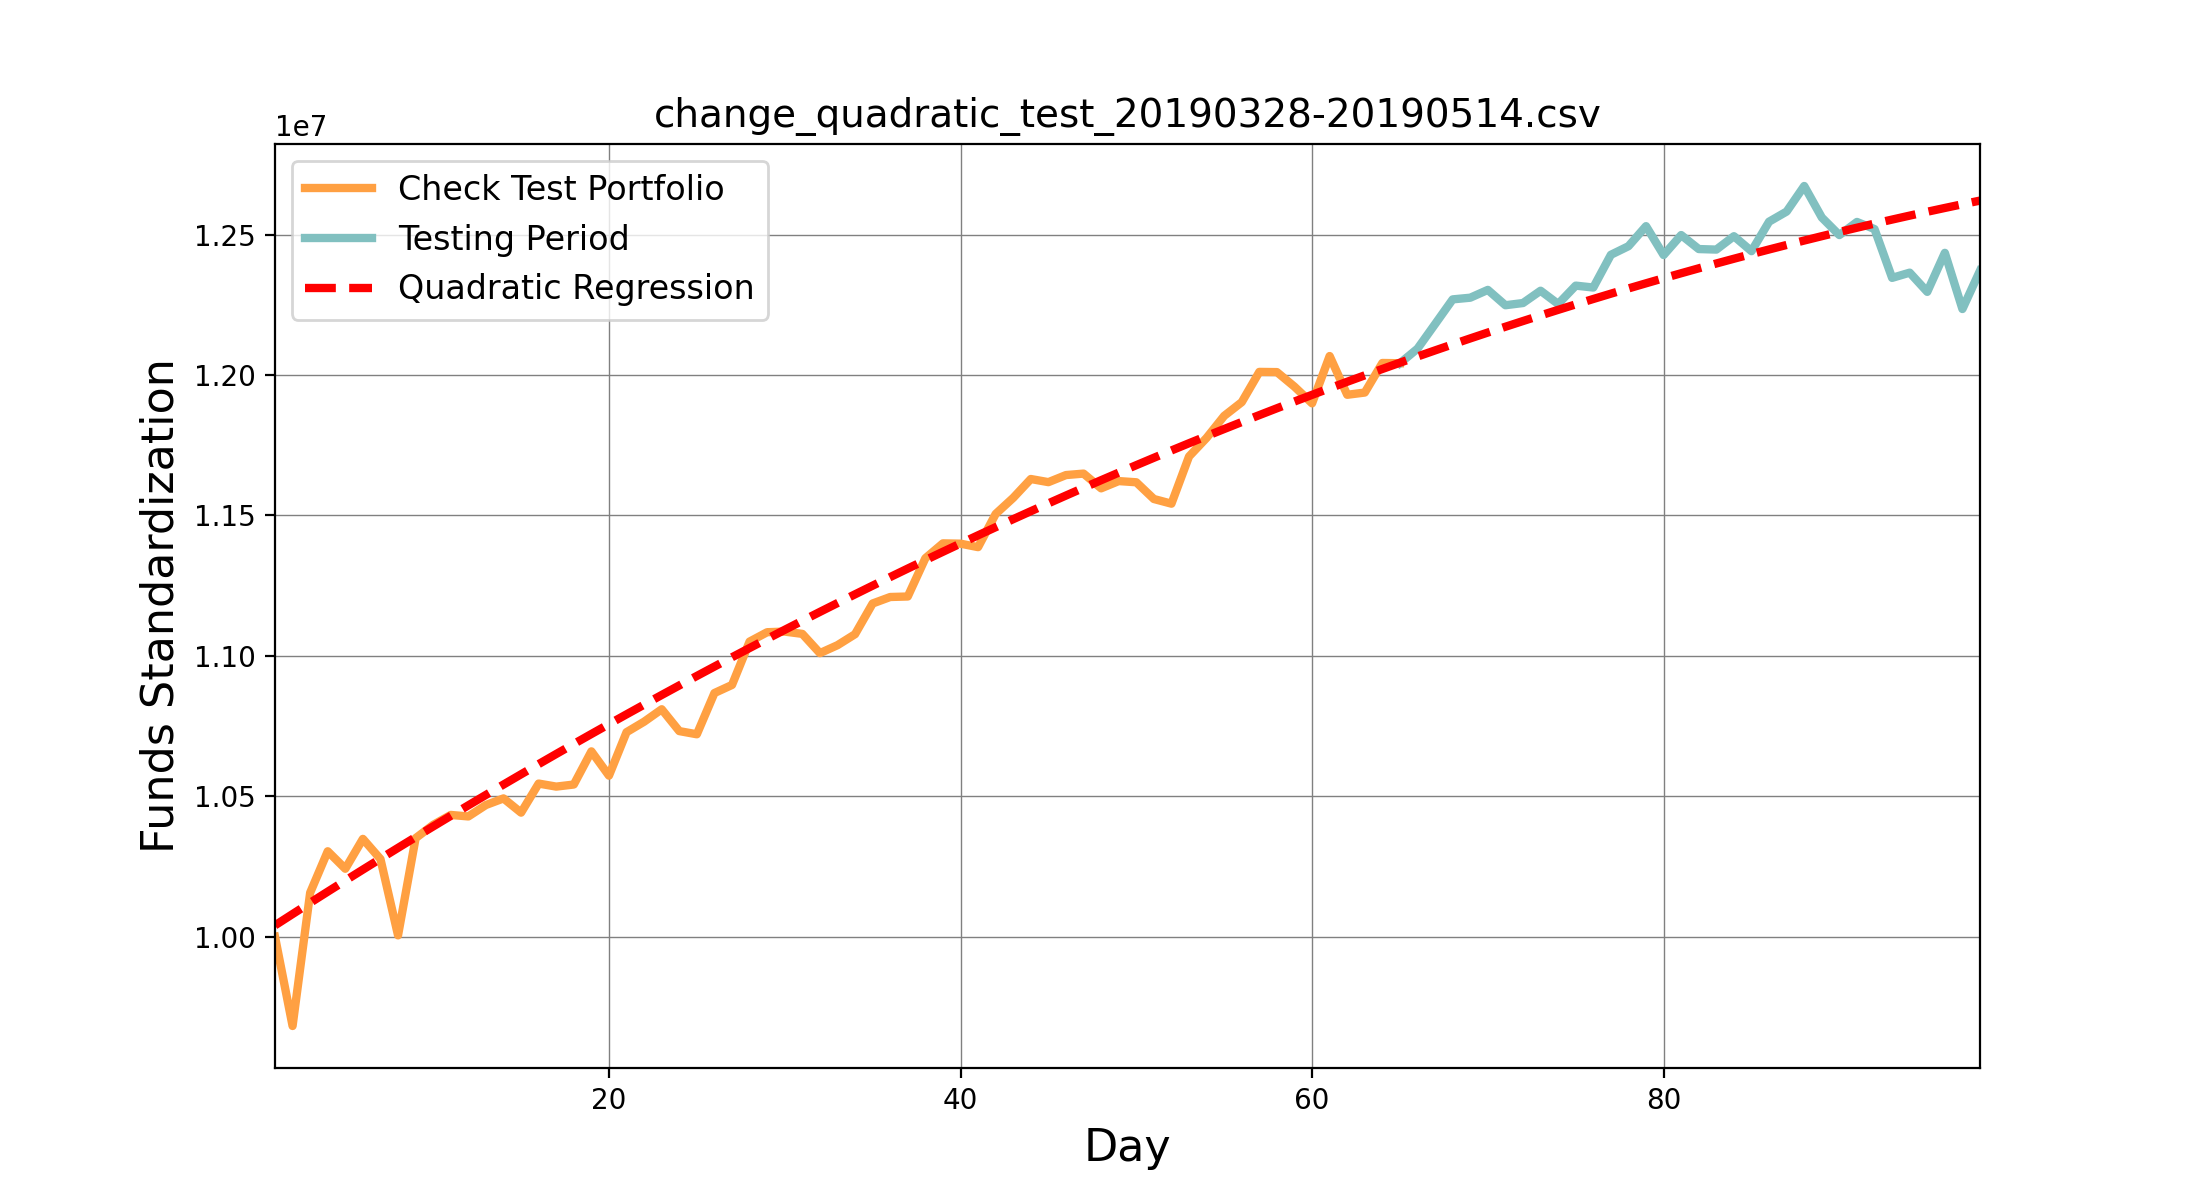 change_quadratic_test_20190328-20190514.csv
1e7
Check Test Portfolio
Testing Period
Quadratic Regression
1.25
1.20
1.15
1.10
1.05
1.00
Funds Standardization
20 40 60 80
Day